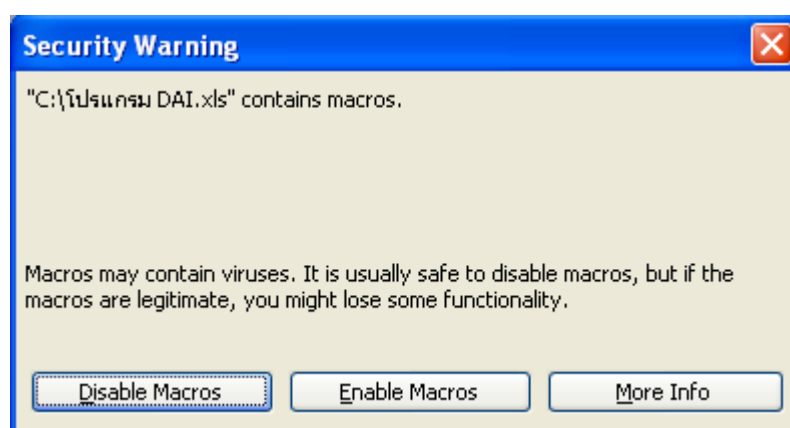 Security Warning
"C:\โปรแกรม DAI.xls" contains macros.
Macros may contain viruses. It is usually safe to disable macros, but if the
macros are legitimate, you might lose some functionality.
Disable Macros Enable Macros More Info